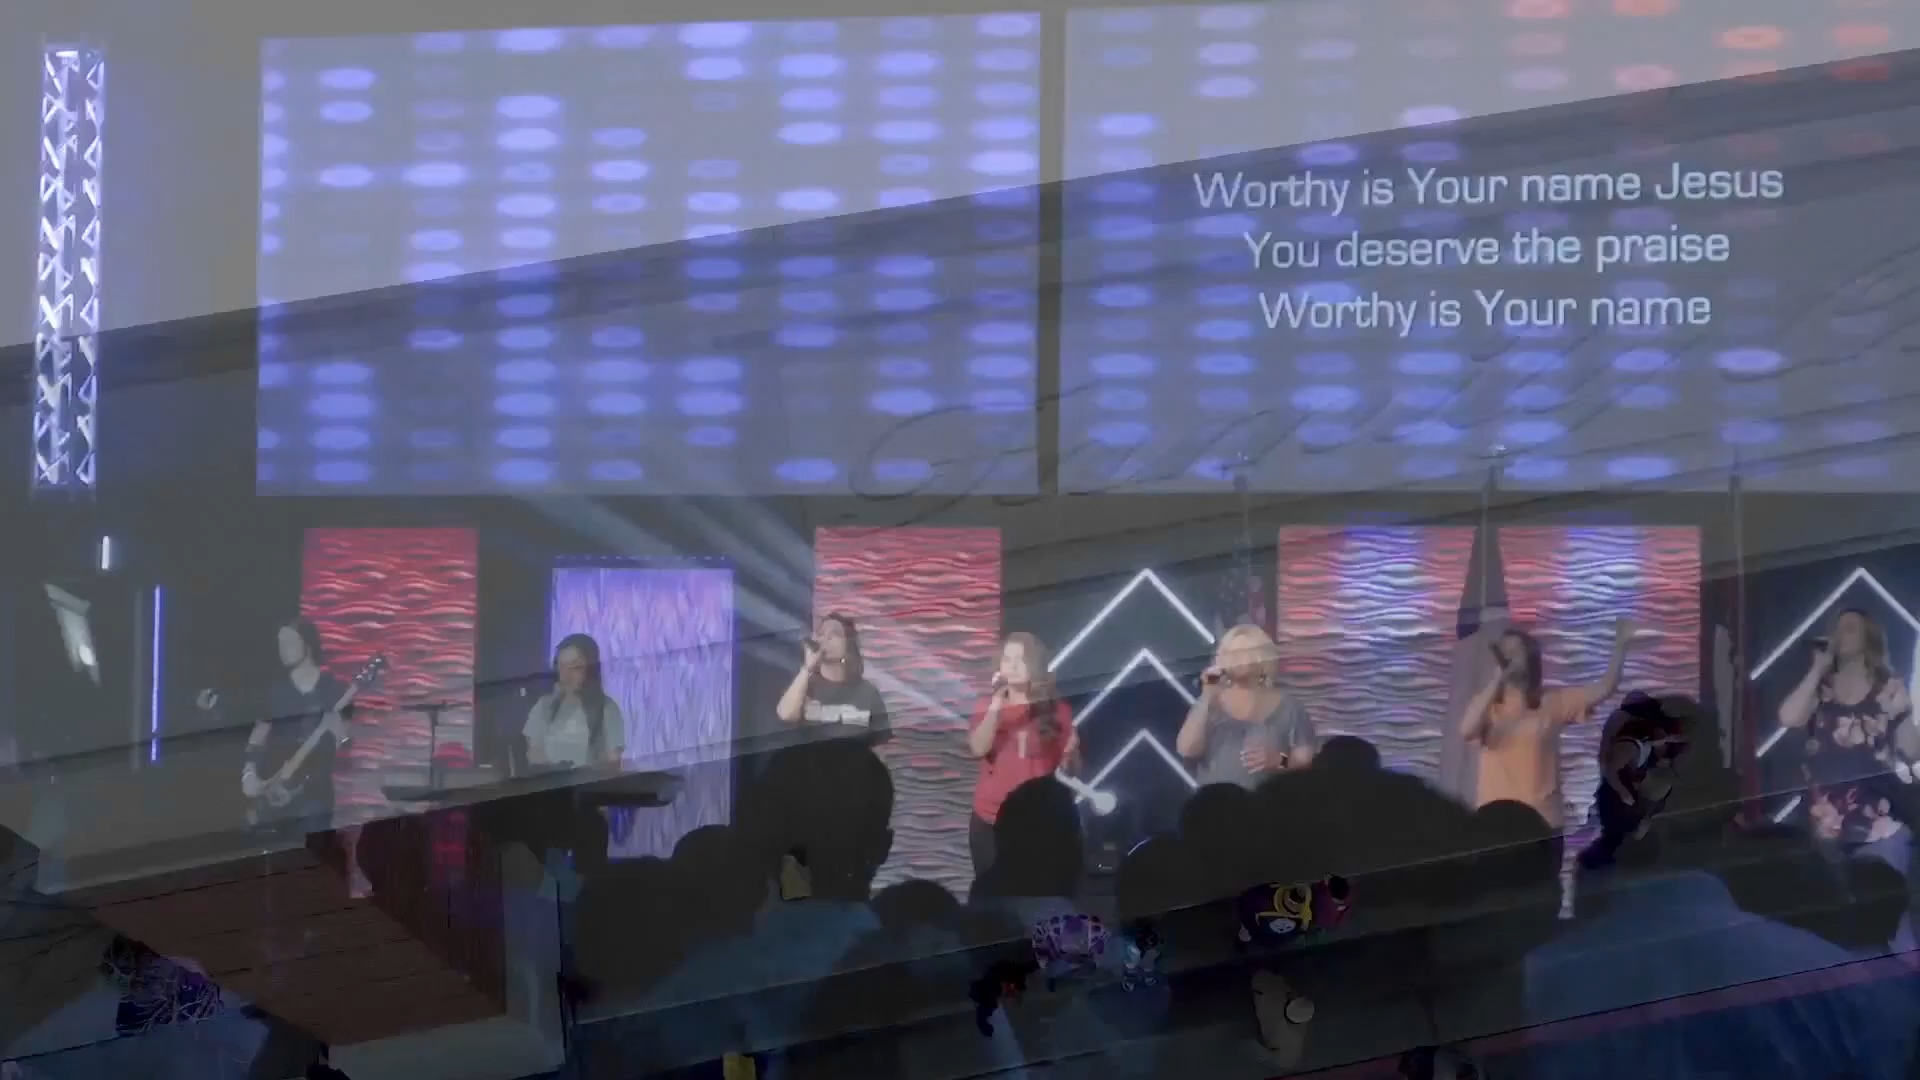 Worthy is Your name Jesus
You deserve the praise
Worthy is Your name